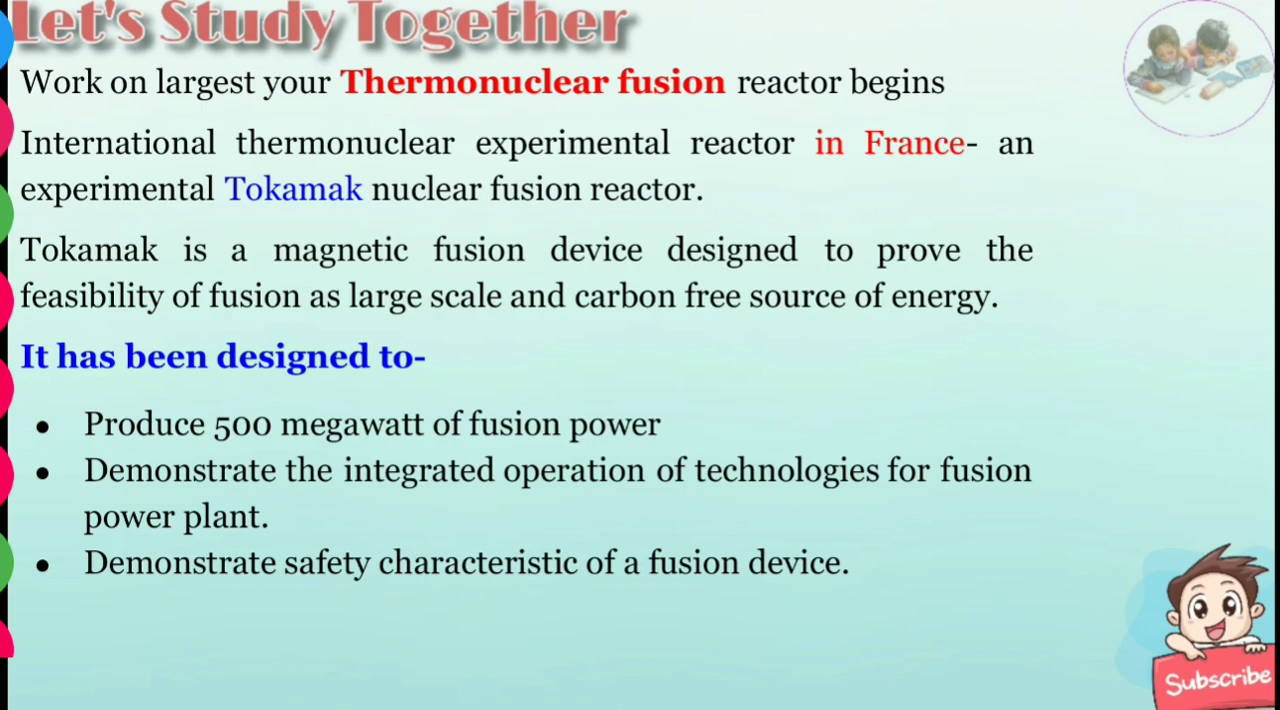 Let's Study Together
Work on largest your Thermonuclear fusion reactor begins
International thermonuclear experimental reactor in France- an
experimental Tokamak nuclear fusion reactor.
Tokamak is a magnetic fusion device designed to prove the
feasibility of fusion as large scale and carbon free source of energy.
It has been designed to-
• Produce 500 megawatt of fusion power
• Demonstrate the integrated operation of technologies for fusion
power plant.
• Demonstrate safety characteristic of a fusion device.
Subscribe